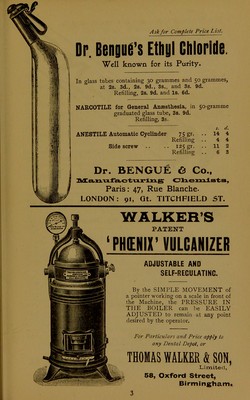 Ask for Complete Price List.
Dr. Bengué's Ethyl Chloride.
Well known for its Purity.
In glass tubes containing 30 grammes and 50 grammes,
at 2s. 3d., 2s. 9d., 3s., and 3s. 9d.
Refilling, 2s. 9d. and 1s. 6d.
NARCOTILE for General Anæsthesia, in 50-gramme
graduated glass tube, 3s. 9d.
Refilling, 3s.
s. d.
ANESTILE Automatic Cyclinder 75 gr. .. 14 4
Refilling .. 4 4
Side screw .. .. 125 gr. .. 11 2
Refilling .. 6 3
Dr. BENGUÉ & Co.,
Manufacturing Chemists,
Paris: 47, Rue Blanche.
LONDON: 91, Gt. TITCHFIELD ST.
WALKER'S
PATENT
'PHŒNIX' VULCANIZER
ADJUSTABLE AND
SELF-REGULATING.
By the SIMPLE MOVEMENT of
a pointer working on a scale in front of
the Machine, the PRESSURE IN
THE BOILER can be EASILY
ADJUSTED to remain at any point
desired by the operator.
For Particulars and Price apply to
any Dental Depot, or
THOMAS WALKER & SON,
Limited,
58, Oxford Street,
Birmingham.
3